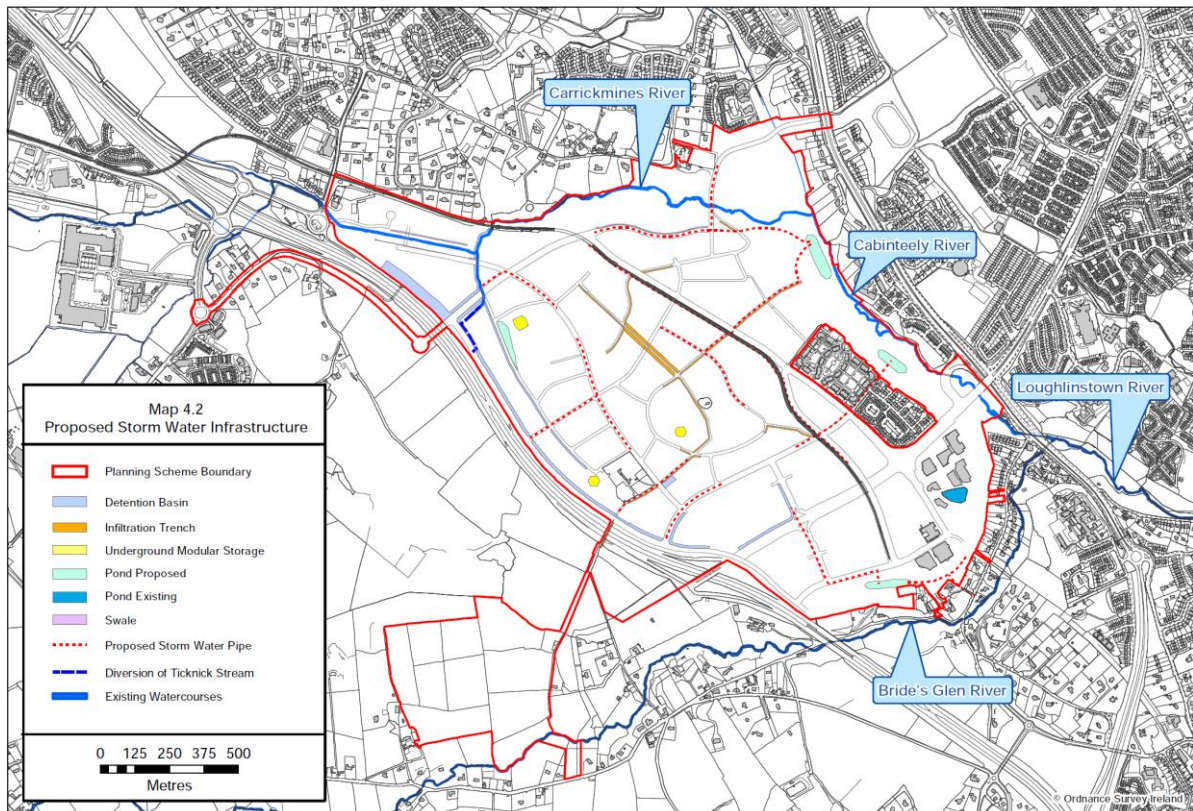 Carrickmines River
Cabinteely River
Loughlinstown River
Bride's Glen River
Map 4.2
Proposed Storm Water Infrastructure
Planning Scheme Boundary
Detention Basin
Infiltration Trench
Underground Modular Storage
Pond Proposed
Pond Existing
Swale
Proposed Storm Water Pipe
Diversion of Ticknick Stream
Existing Watercourses
0 125 250 375 500
Metres
© Ordnance Survey Ireland